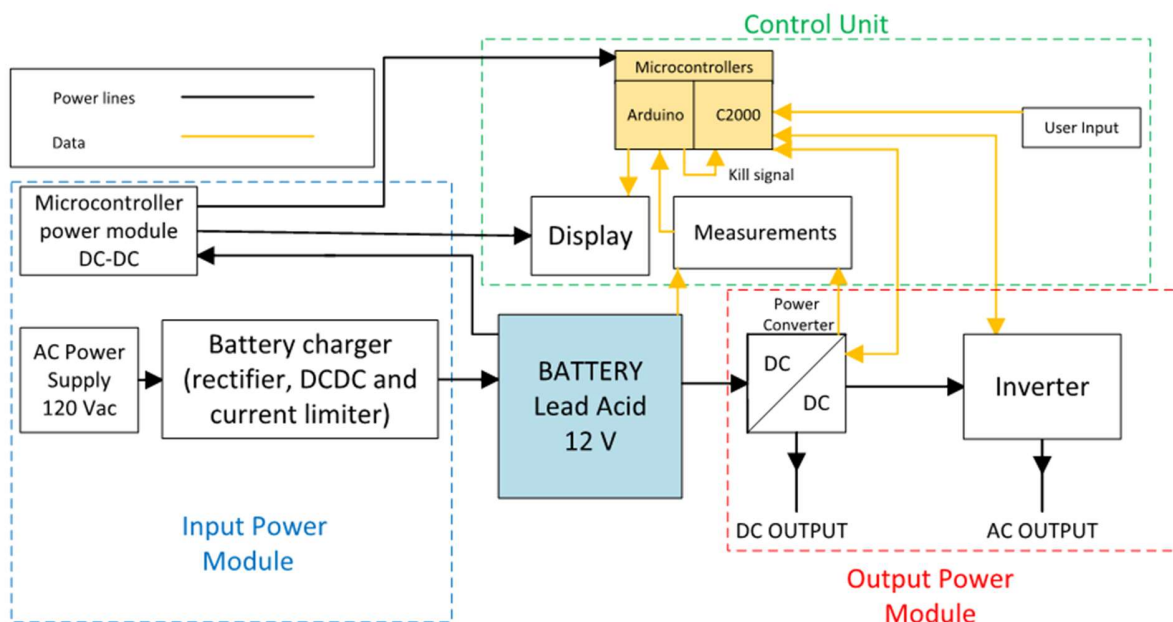 Control Unit
Power lines
Data
Microcontrollers
Arduino
C2000
User Input
Kill signal
Microcontroller
power module
DC-DC
Display
Measurements
AC Power
Supply
120 Vac
Battery charger
(rectifier, DCDC and
current limiter)
BATTERY
Lead Acid
12 V
Power
Converter
DC
DC
Inverter
Input Power
Module
DC OUTPUT
AC OUTPUT
Output Power
Module